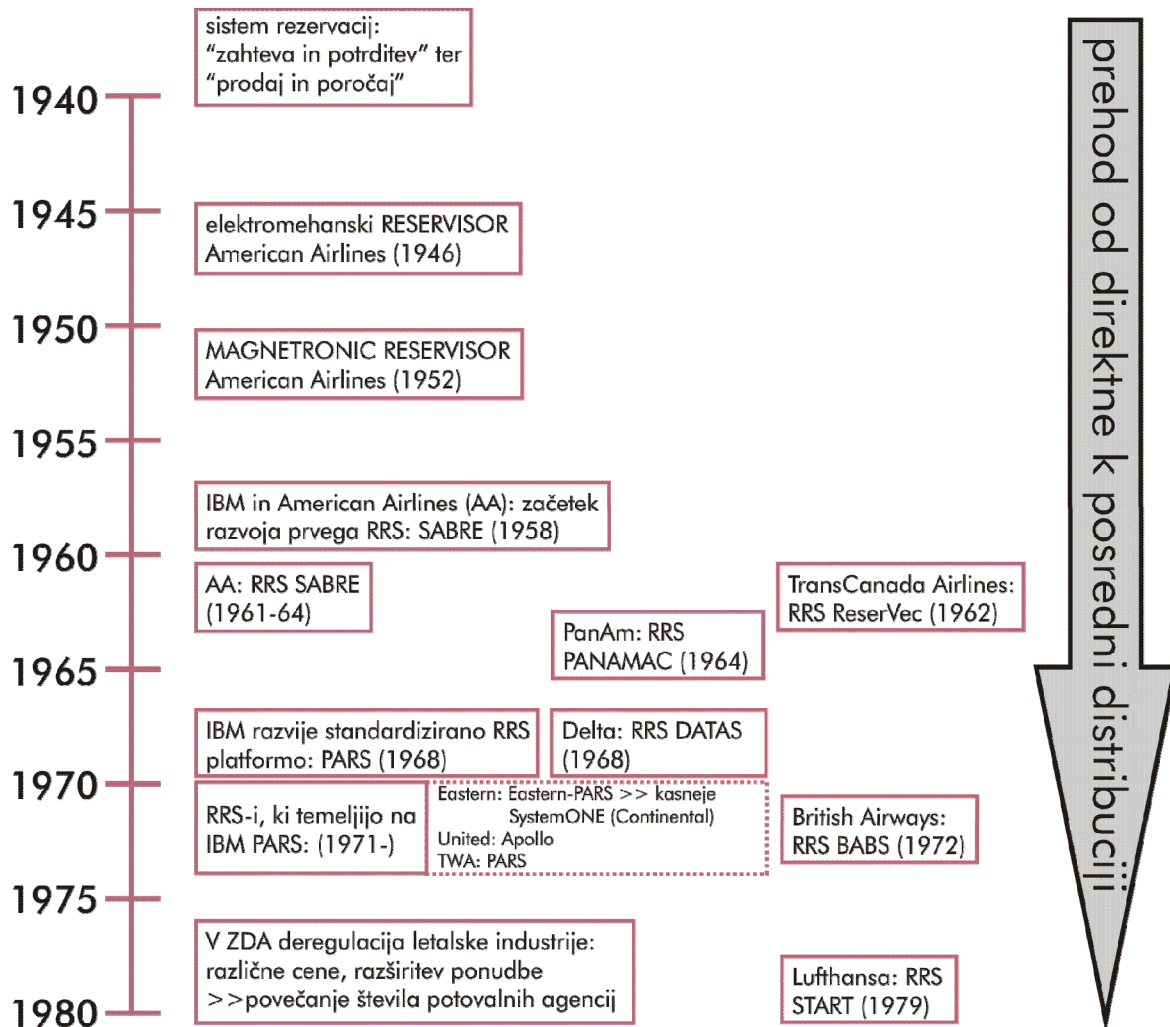 sistem rezervacij:
“zahteva in potrditev” ter
“prodaj in poročaj”
1940
1945
elektromehanski RESERVISOR
American Airlines (1946)
1950
MAGNETRONIC RESERVISOR
American Airlines (1952)
1955
IBM in American Airlines (AA): začetek
razvoja prvega RRS: SABRE (1958)
1960
AA: RRS SABRE
(1961-64)
TransCanada Airlines:
RRS ReserVec (1962)
PanAm: RRS
PANAMAC (1964)
1965
IBM razvije standardizirano RRS
platformo: PARS (1968)
Delta: RRS DATAS
(1968)
1970
RRS-i, ki temeljijo na
IBM PARS: (1971-)
Eastern: Eastern-PARS >> kasneje
SystemONE (Continental)
United: Apollo
TWA: PARS
British Airways:
RRS BABS (1972)
1975
V ZDA deregulacija letalske industrije:
različne cene, razširitev ponudbe
>>povečanje števila potovalnih agencij
Lufthansa: RRS
START (1979)
1980
prehod od direktne k posredni distribuciji